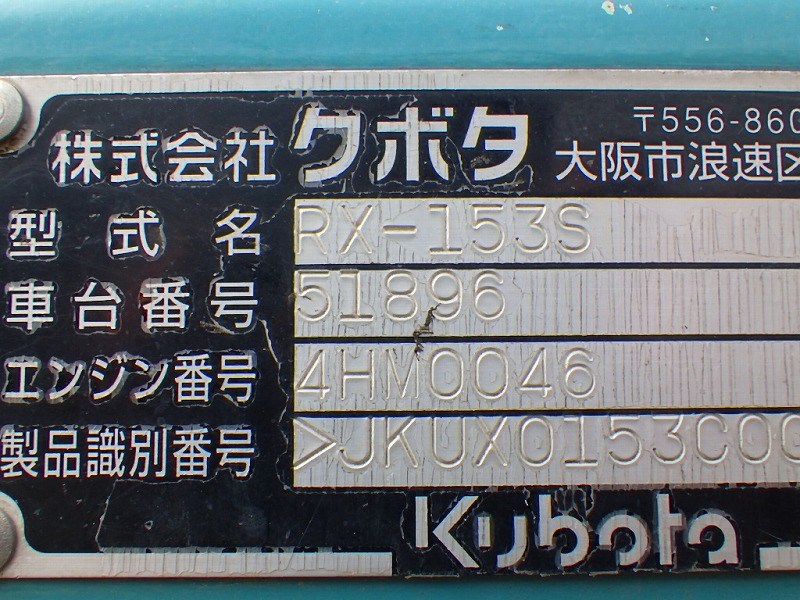 株式会社 クボタ 〒556-860
大阪市浪速区
型式名 RX-153S
車台番号 51896
エンジン番号 4HM0046
製品識別番号 >JKUX0153C00
Kubota